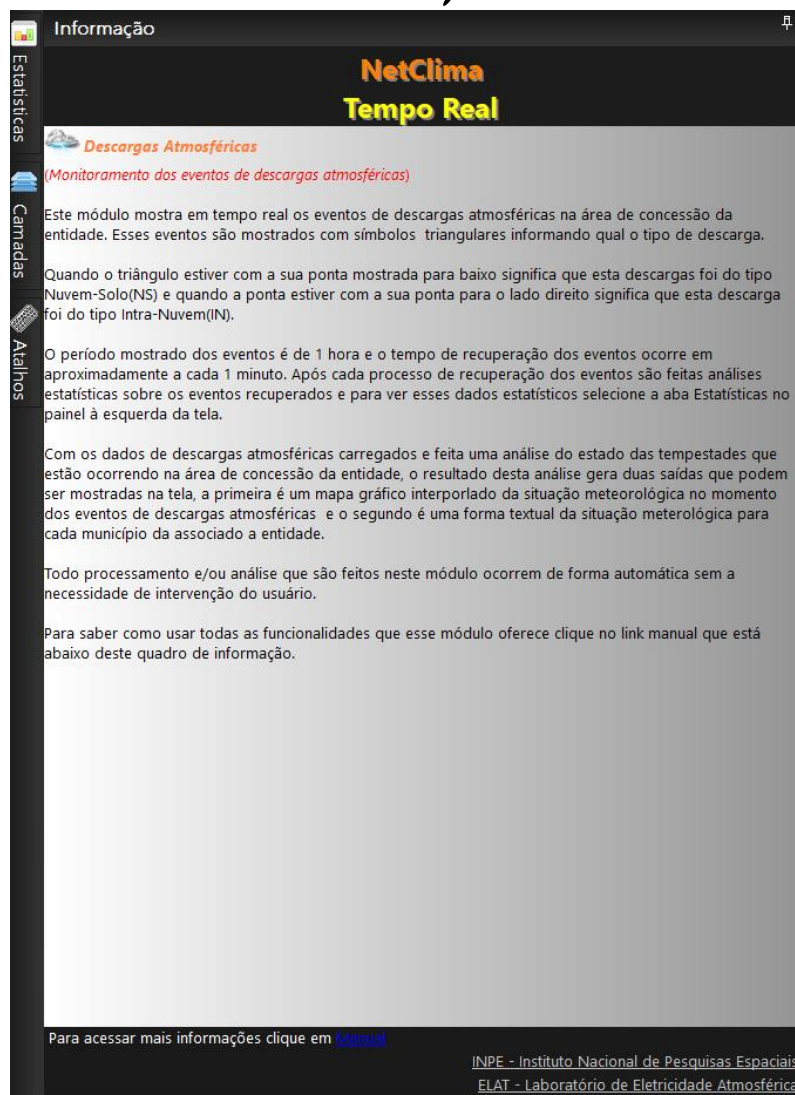 Informação
NetClima
Tempo Real
Estatisticas
Camadas
Atalhos
Descargas Atmosféricas
(Monitoramento dos eventos de descargas atmosféricas)
Este módulo mostra em tempo real os eventos de descargas atmosféricas na área de concessão da
entidade. Esses eventos são mostrados com símbolos triangulares informando qual o tipo de descarga.
Quando o triângulo estiver com a sua ponta mostrada para baixo significa que esta descargas foi do tipo
Nuvem-Solo(NS) e quando a ponta estiver com a sua ponta para o lado direito significa que esta descarga
foi do tipo Intra-Nuvem(IN).
O período mostrado dos eventos é de 1 hora e o tempo de recuperação dos eventos ocorre em
aproximadamente a cada 1 minuto. Após cada processo de recuperação dos eventos são feitas análises
estatísticas sobre os eventos recuperados e para ver esses dados estatísticos selecione a aba Estatísticas no
painel à esquerda da tela.
Com os dados de descargas atmosféricas carregados e feita uma análise do estado das tempestades que
estão ocorrendo na área de concessão da entidade, o resultado desta análise gera duas saídas que podem
ser mostradas na tela, a primeira é um mapa gráfico interporlado da situação meteorológica no momento
dos eventos de descargas atmosféricas e o segundo é uma forma textual da situação meterológica para
cada município da associado a entidade.
Todo processamento e/ou análise que são feitos neste módulo ocorrem de forma automática sem a
necessidade de intervenção do usuário.
Para saber como usar todas as funcionalidades que esse módulo oferece clique no link manual que está
abaixo deste quadro de informação.
Para acessar mais informações clique em Manual
INPE - Instituto Nacional de Pesquisas Espaciais
ELAT - Laboratório de Eletricidade Atmosférica